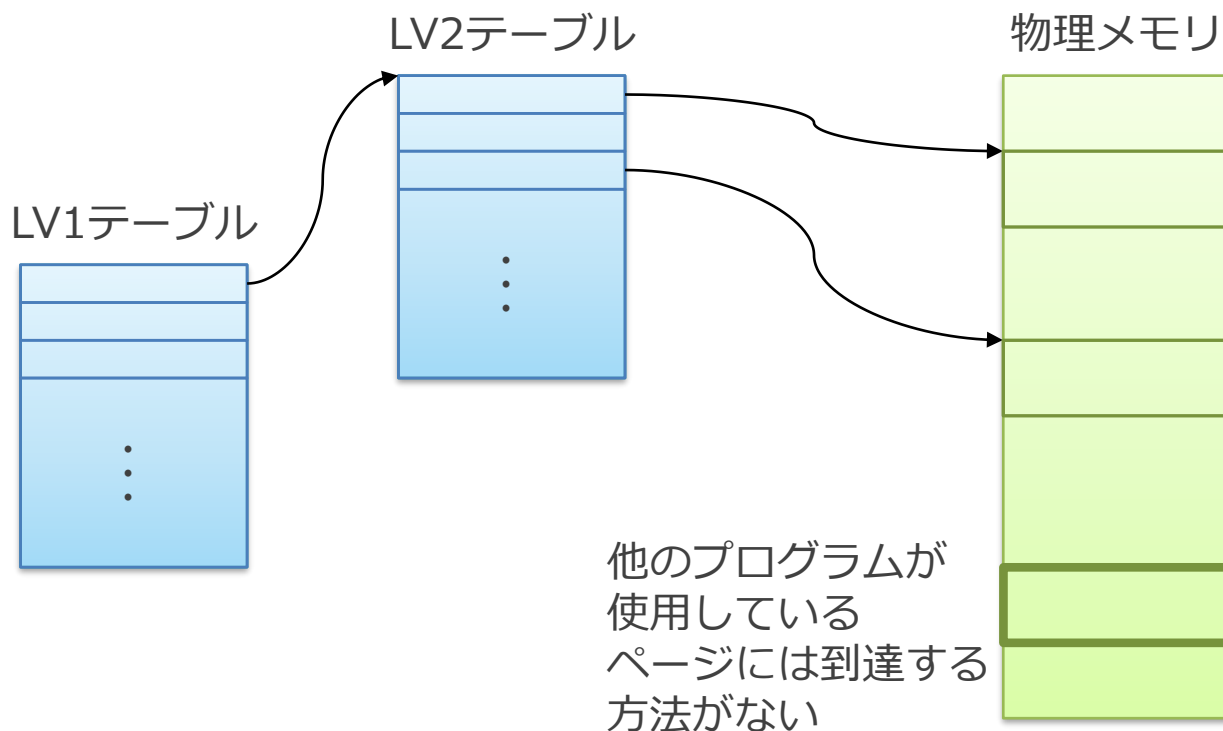 LV2テーブル
物理メモリ
LV1テーブル
他のプログラムが
使用している
ページには到達する
方法がない